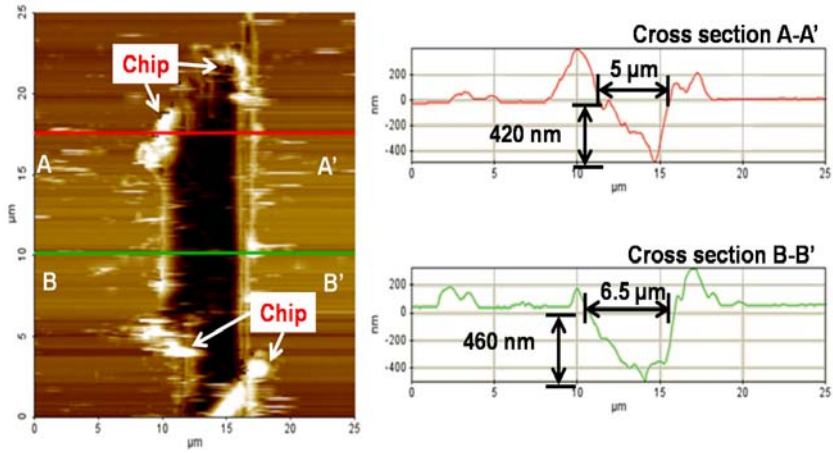 25
20
15
10
5
0
µm
0 5 10 15 20 25
µm
Chip
A A'
B B'
Chip
Cross section A-A'
5 µm
420 nm
200
0
-200
-400
nm
0 5 10 15 20 25
µm
Cross section B-B'
6.5 µm
460 nm
200
0
-200
-400
nm
0 5 10 15 20 25
µm